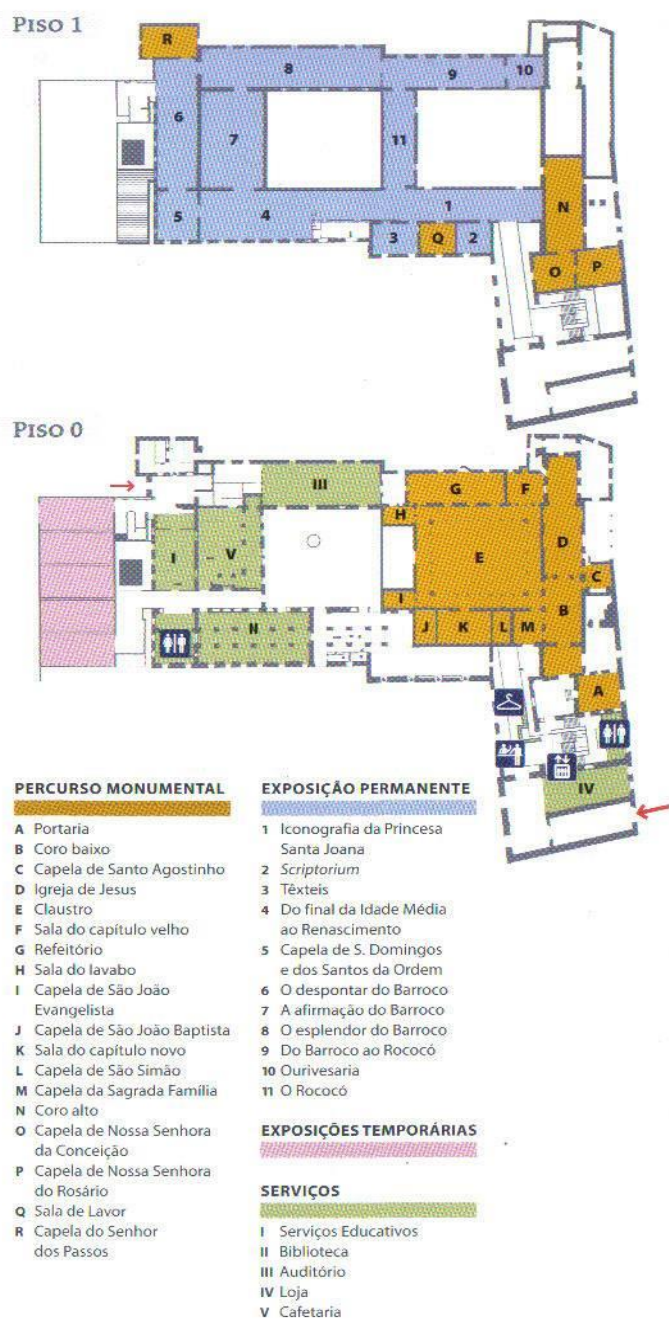 PISO 1
R
8
9
10
6
7
11
N
5
4
1
3
Q
2
O
P
PISO 0
III
G
F
H
I
V
E
D
C
I
B
II
J
K
L
M
A
IV
PERCURSO MONUMENTAL
A Portaria
B Coro baixo
C Capela de Santo Agostinho
D Igreja de Jesus
E Claustro
F Sala do capítulo velho
G Refeitório
H Sala do lavabo
I Capela de São João
Evangelista
J Capela de São João Baptista
K Sala do capítulo novo
L Capela de São Simão
M Capela da Sagrada Família
N Coro alto
O Capela de Nossa Senhora
da Conceição
P Capela de Nossa Senhora
do Rosário
Q Sala de Lavor
R Capela do Senhor
dos Passos
EXPOSIÇÃO PERMANENTE
1 Iconografia da Princesa
Santa Joana
2 Scriptorium
3 Têxteis
4 Do final da Idade Média
ao Renascimento
5 Capela de S. Domingos
e dos Santos da Ordem
6 O despontar do Barroco
7 A afirmação do Barroco
8 O esplendor do Barroco
9 Do Barroco ao Rococó
10 Ourivesaria
11 O Rococó
EXPOSIÇÕES TEMPORÁRIAS
SERVIÇOS
I Serviços Educativos
II Biblioteca
III Auditório
IV Loja
V Cafetaria